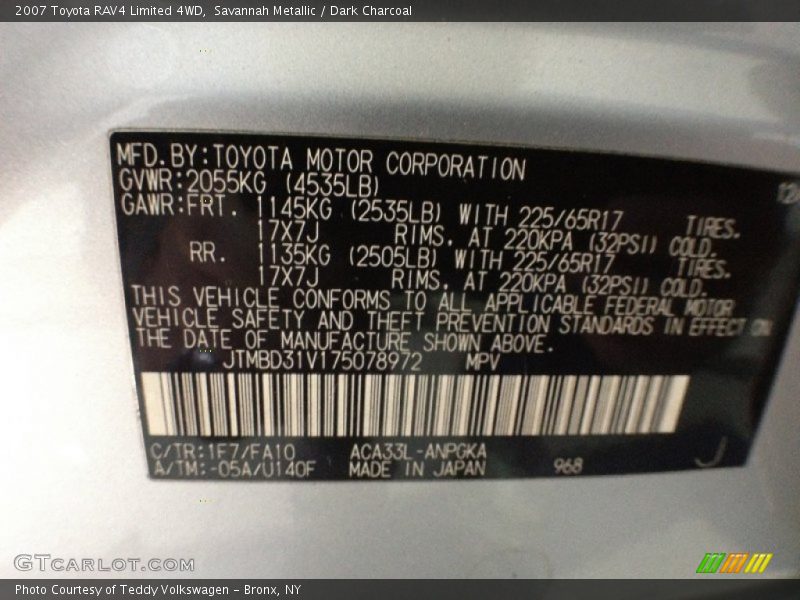 2007 Toyota RAV4 Limited 4WD,  Savannah Metallic / Dark Charcoal
MFD.BY:TOYOTA MOTOR CORPORATION
GVWR:2055KG (4535LB)
GAWR:FRT. 1145KG (2535LB) WITH 225/65R17 TIRES.
17X7J RIMS. AT 220KPA (32PSI) COLD.
RR. 1135KG (2505LB) WITH 225/65R17 TIRES.
17X7J RIMS. AT 220KPA (32PSI) COLD.
THIS VEHICLE CONFORMS TO ALL APPLICABLE FEDERAL MOTOR
VEHICLE SAFETY AND THEFT PREVENTION STANDARDS IN EFFECT ON
THE DATE OF MANUFACTURE SHOWN ABOVE.
JTMBD31V175078972 MPV
C/TR:1F7/FA10 ACA33L-ANPGKA
A/TM:-05A/U140F MADE IN JAPAN 968 J
GTCARLOT.COM
Photo Courtesy of Teddy Volkswagen – Bronx, NY